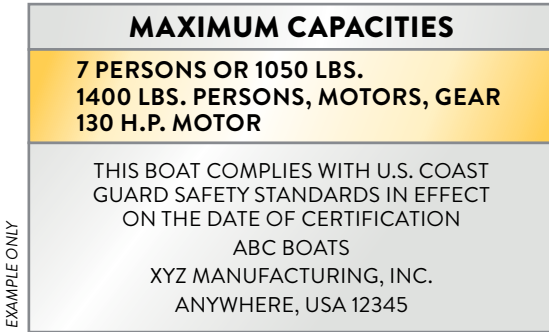 MAXIMUM CAPACITIES
7 PERSONS OR 1050 LBS.
1400 LBS. PERSONS, MOTORS, GEAR
130 H.P. MOTOR
THIS BOAT COMPLIES WITH U.S. COAST
GUARD SAFETY STANDARDS IN EFFECT
ON THE DATE OF CERTIFICATION
ABC BOATS
XYZ MANUFACTURING, INC.
ANYWHERE, USA 12345
EXAMPLE ONLY